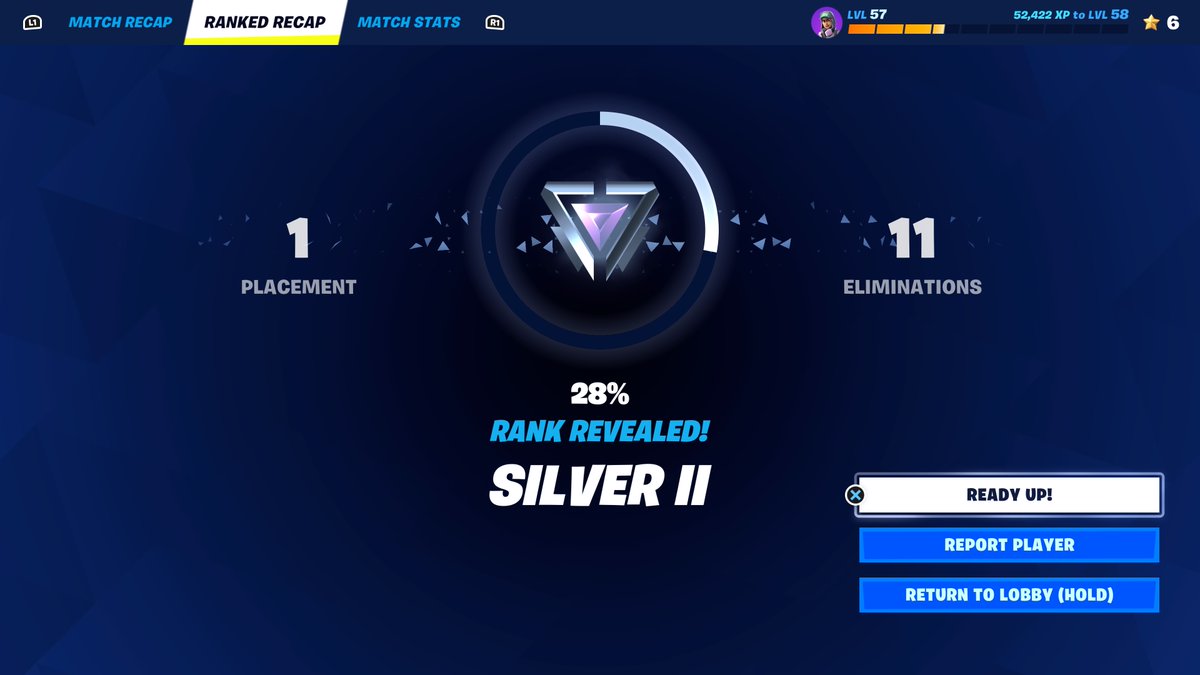 L1
MATCH RECAP
RANKED RECAP
MATCH STATS
R1
LVL 57
52,422 XP to LVL 58
6
1
PLACEMENT
11
ELIMINATIONS
28%
RANK REVEALED!
SILVER II
READY UP!
REPORT PLAYER
RETURN TO LOBBY (HOLD)